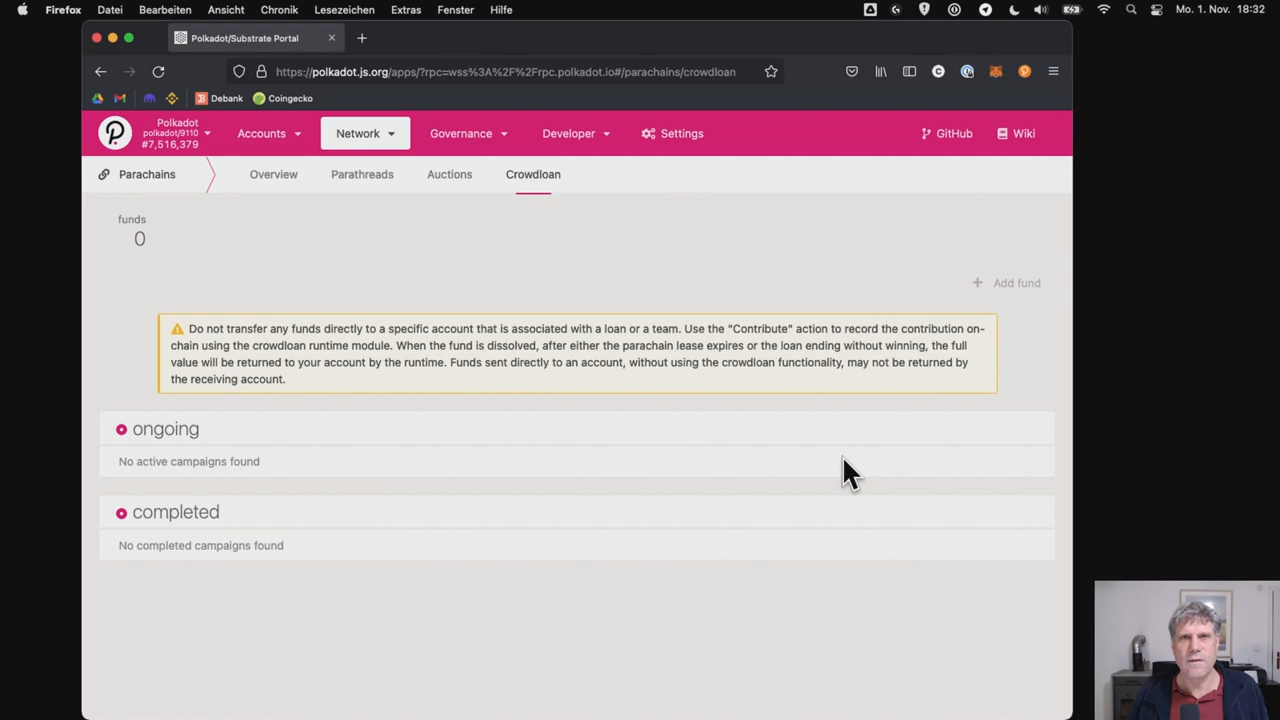 Firefox Datei Bearbeiten Ansicht Chronik Lesezeichen Extras Fenster Hilfe Mo. 1. Nov. 18:32
Polkadot/Substrate Portal
https://polkadot.js.org/apps/?rpc=wss%3A%2F%2Frpc.polkadot.io#/parachains/crowdloan
Debank Coingecko
Polkadot
polkadot/9110
#7,516,379
Accounts Network Governance Developer Settings GitHub Wiki
Parachains Overview Parathreads Auctions Crowdloan
funds
0
+ Add fund
Do not transfer any funds directly to a specific account that is associated with a loan or a team. Use the "Contribute" action to record the contribution on-
chain using the crowdloan runtime module. When the fund is dissolved, after either the parachain lease expires or the loan ending without winning, the full
value will be returned to your account by the runtime. Funds sent directly to an account, without using the crowdloan functionality, may not be returned by
the receiving account.
ongoing
No active campaigns found
completed
No completed campaigns found